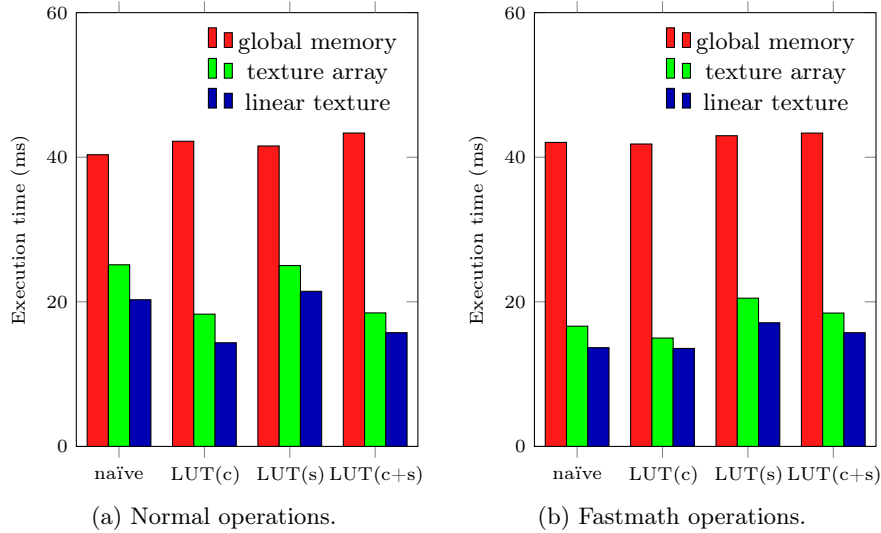 60
40
20
0
Execution time (ms)
global memory
texture array
linear texture
naïve LUT(c) LUT(s) LUT(c+s)
(a) Normal operations.
60
40
20
0
Execution time (ms)
global memory
texture array
linear texture
naïve LUT(c) LUT(s) LUT(c+s)
(b) Fastmath operations.